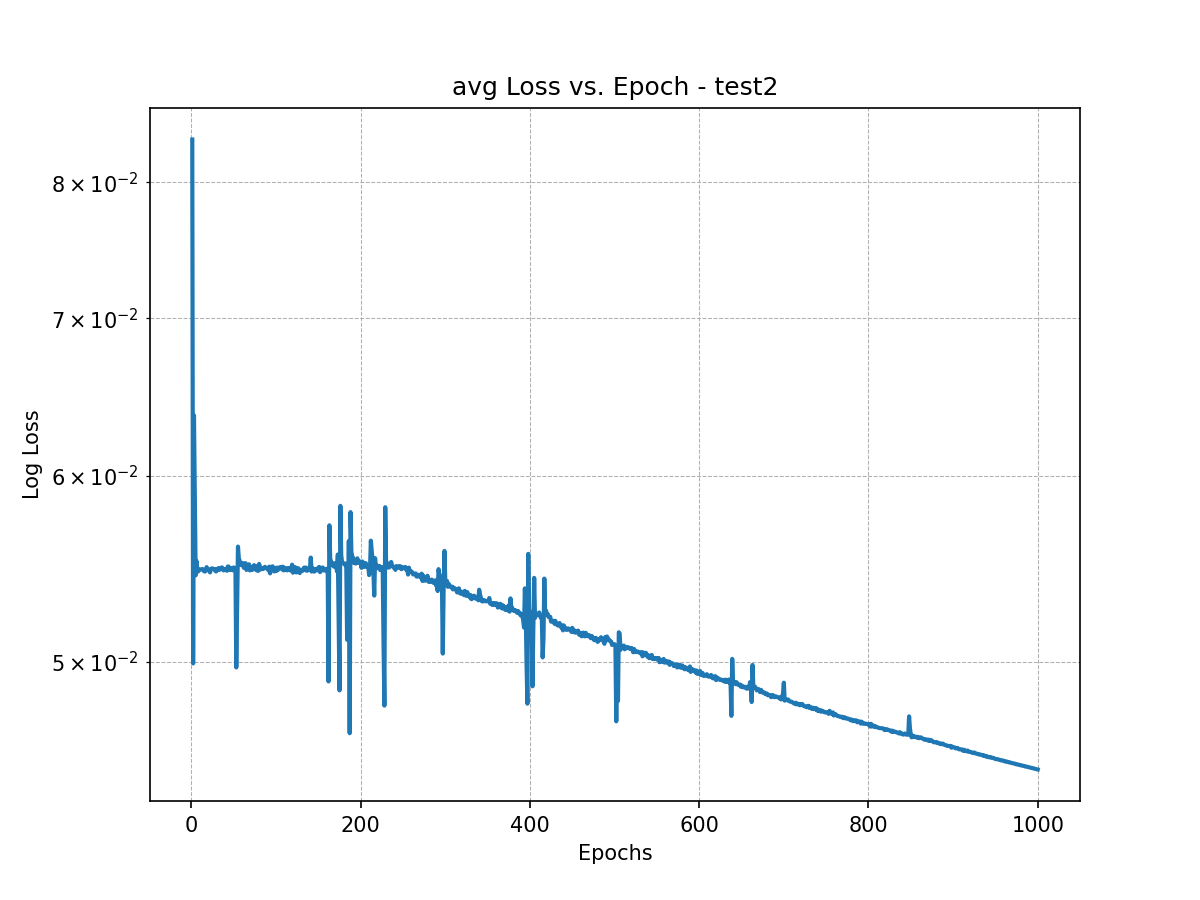 avg Loss vs. Epoch - test2
8 × 10⁻²
7 × 10⁻²
6 × 10⁻²
5 × 10⁻²
Log Loss
0 200 400 600 800 1000
Epochs